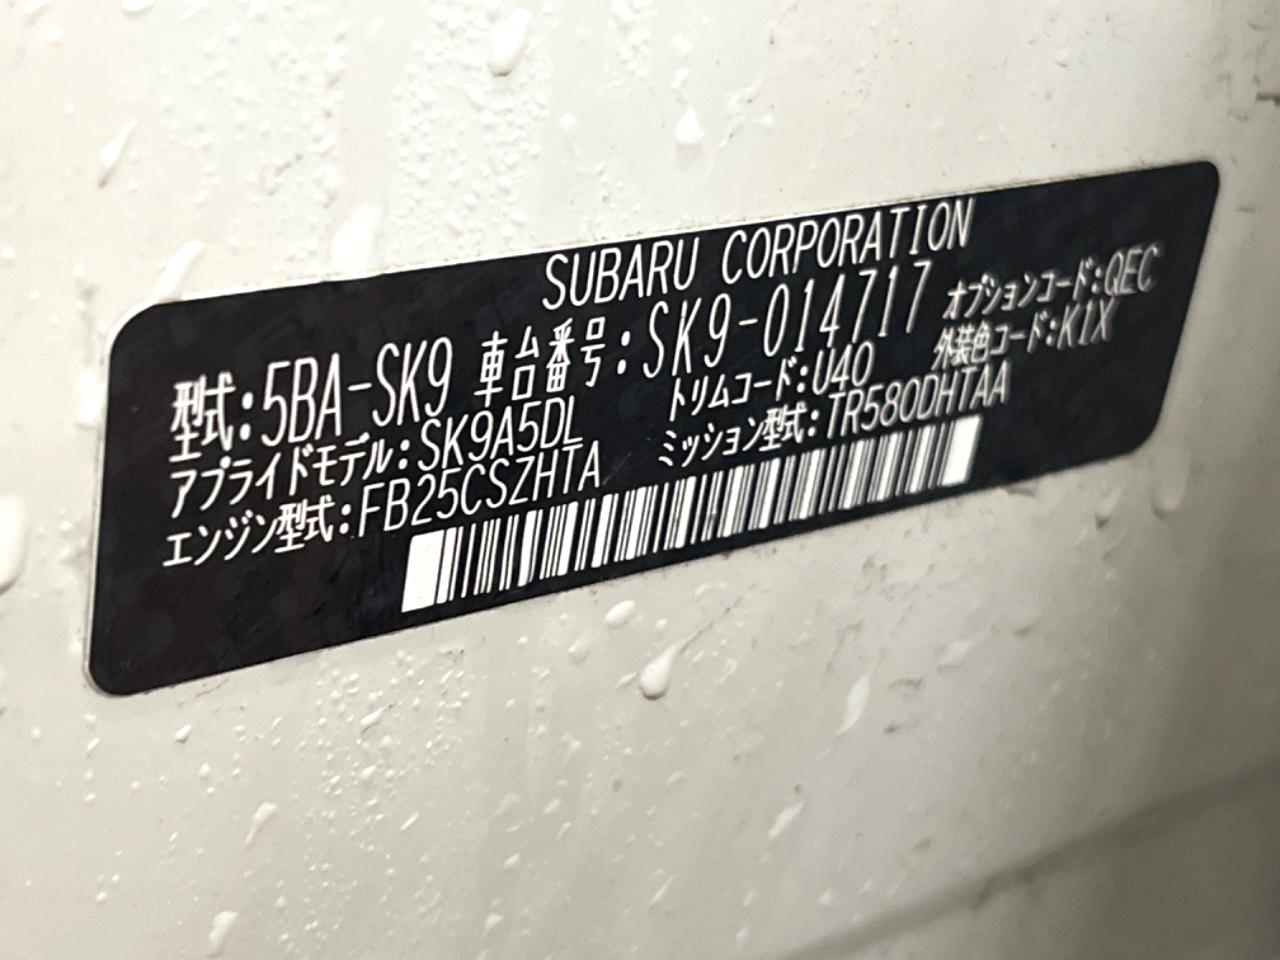 SUBARU CORPORATION
型式:5BA-SK9 車台番号:SK9-014717 オプションコード:QEC
アプライドモデル:SK9A5DL トリムコード:U40 外装色コード:K1X
エンジン型式:FB25CSZHTA ミッション型式:TR580DHTAA